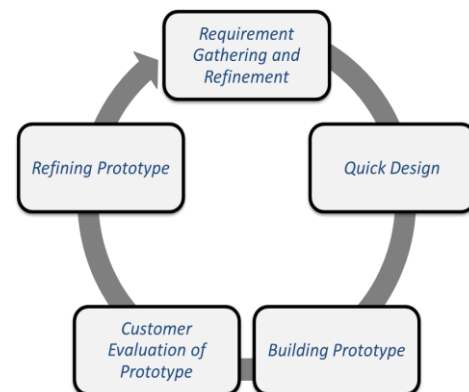 Requirement
Gathering and
Refinement
Quick Design
Building Prototype
Customer
Evaluation of
Prototype
Refining Prototype